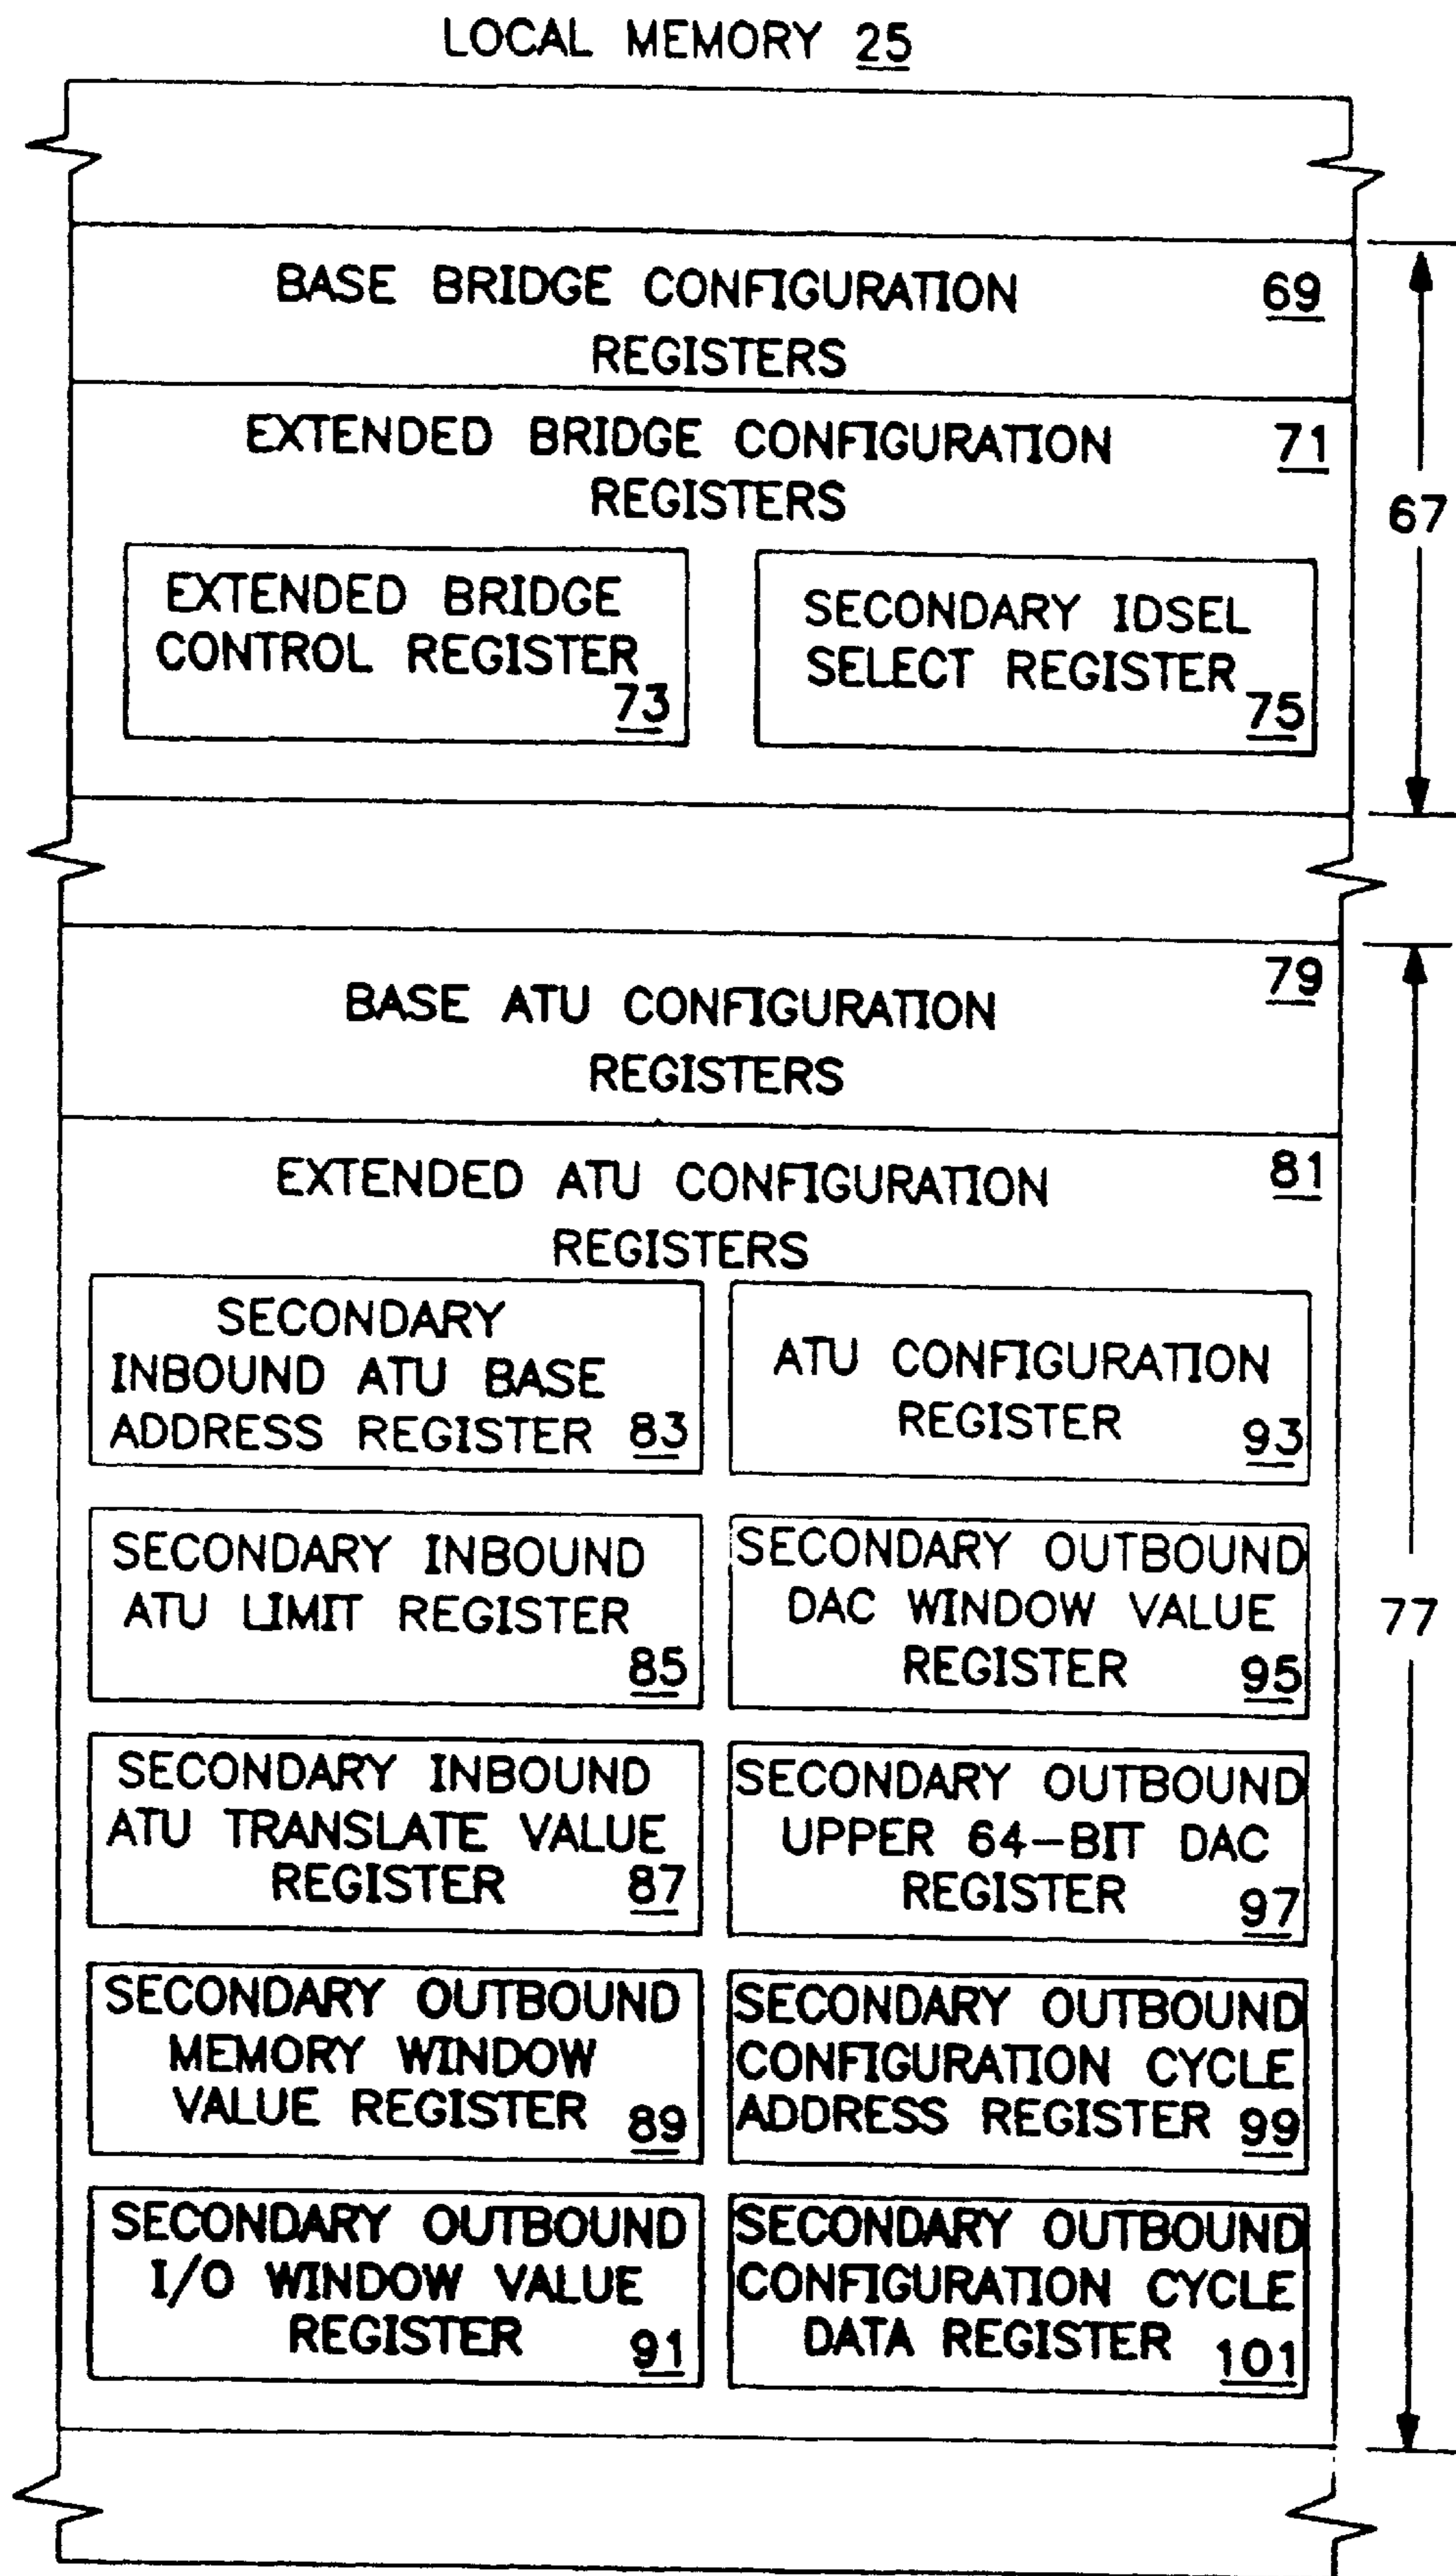 LOCAL MEMORY 25
BASE BRIDGE CONFIGURATION 69
REGISTERS
EXTENDED BRIDGE CONFIGURATION 71
REGISTERS
67
EXTENDED BRIDGE
CONTROL REGISTER
73
SECONDARY IDSEL
SELECT REGISTER
75
BASE ATU CONFIGURATION 79
REGISTERS
EXTENDED ATU CONFIGURATION 81
REGISTERS
SECONDARY
INBOUND ATU BASE
ADDRESS REGISTER 83
ATU CONFIGURATION
REGISTER 93
SECONDARY INBOUND
ATU LIMIT REGISTER
85
SECONDARY OUTBOUND
DAC WINDOW VALUE
REGISTER 95
77
SECONDARY INBOUND
ATU TRANSLATE VALUE
REGISTER 87
SECONDARY OUTBOUND
UPPER 64-BIT DAC
REGISTER 97
SECONDARY OUTBOUND
MEMORY WINDOW
VALUE REGISTER 89
SECONDARY OUTBOUND
CONFIGURATION CYCLE
ADDRESS REGISTER 99
SECONDARY OUTBOUND
I/O WINDOW VALUE
REGISTER 91
SECONDARY OUTBOUND
CONFIGURATION CYCLE
DATA REGISTER 101